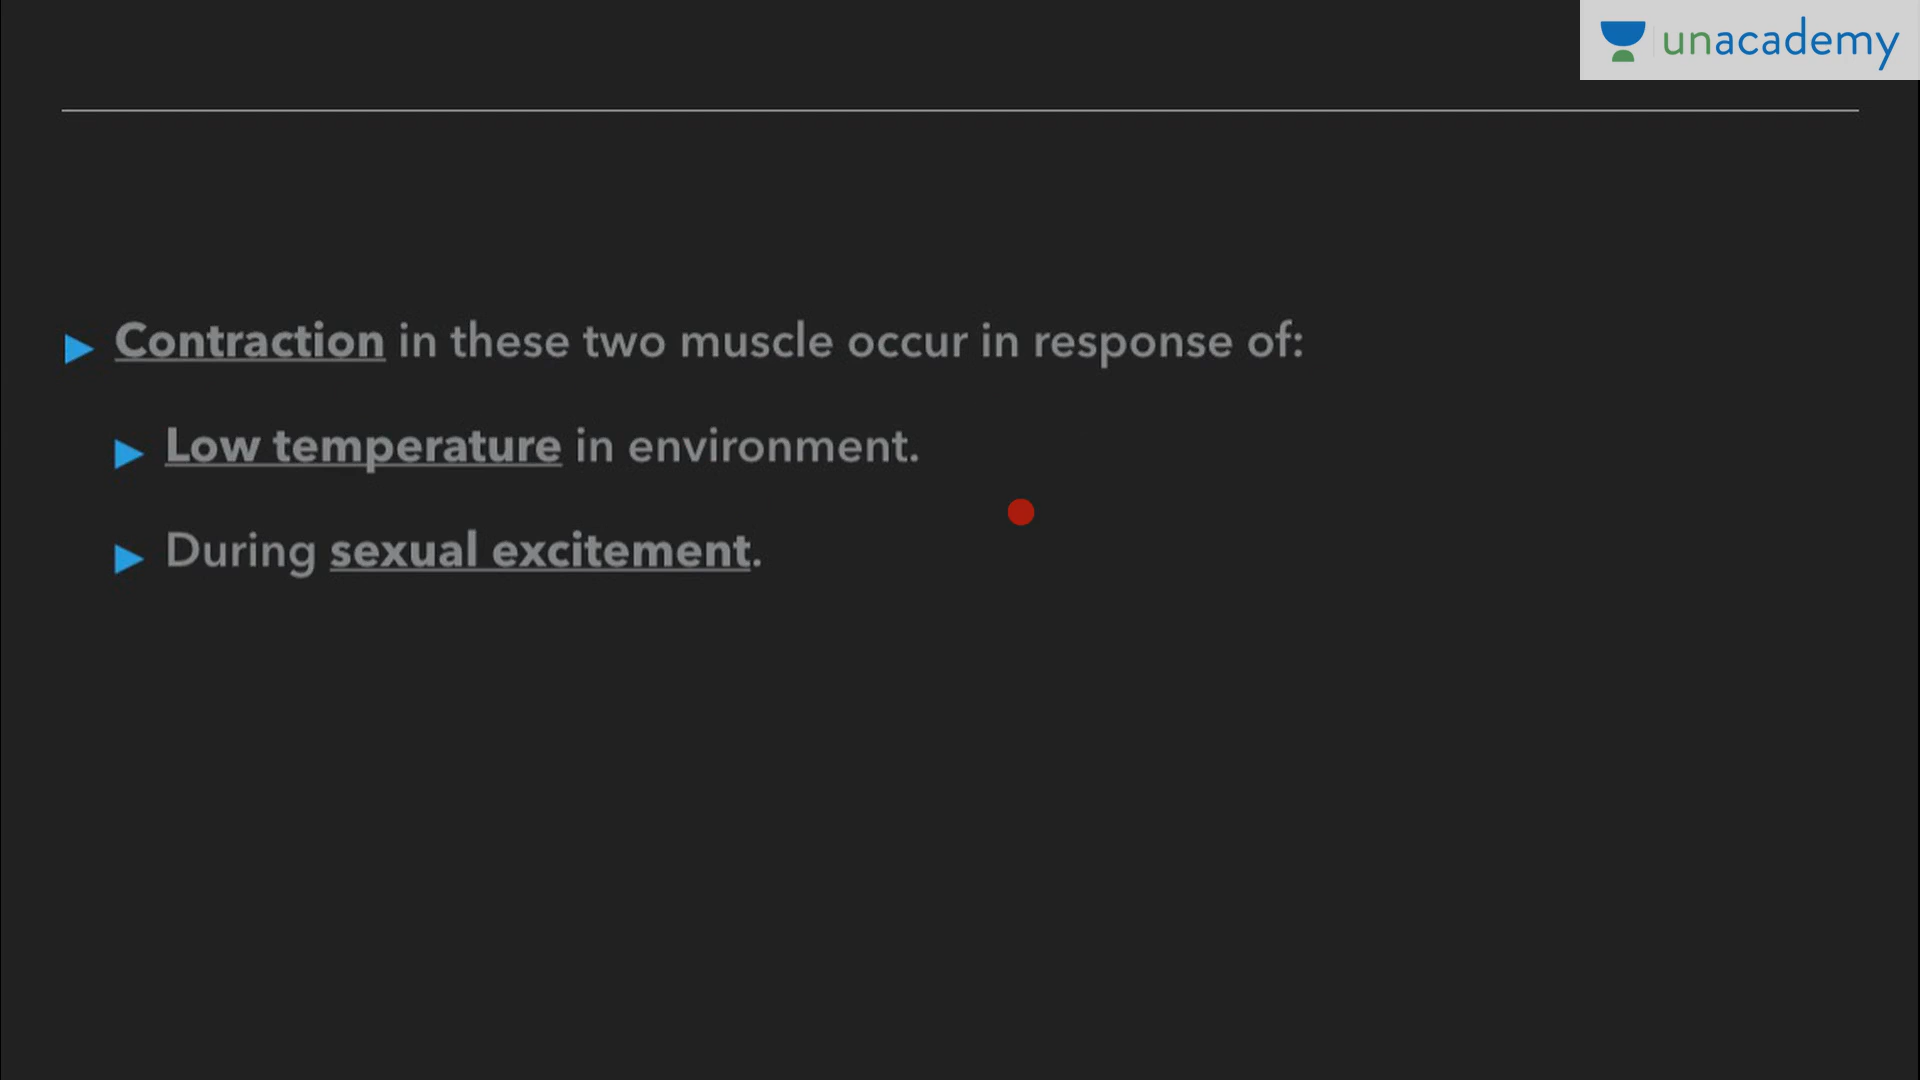 unacademy
Contraction in these two muscle occur in response of:
Low temperature in environment.
During sexual excitement.